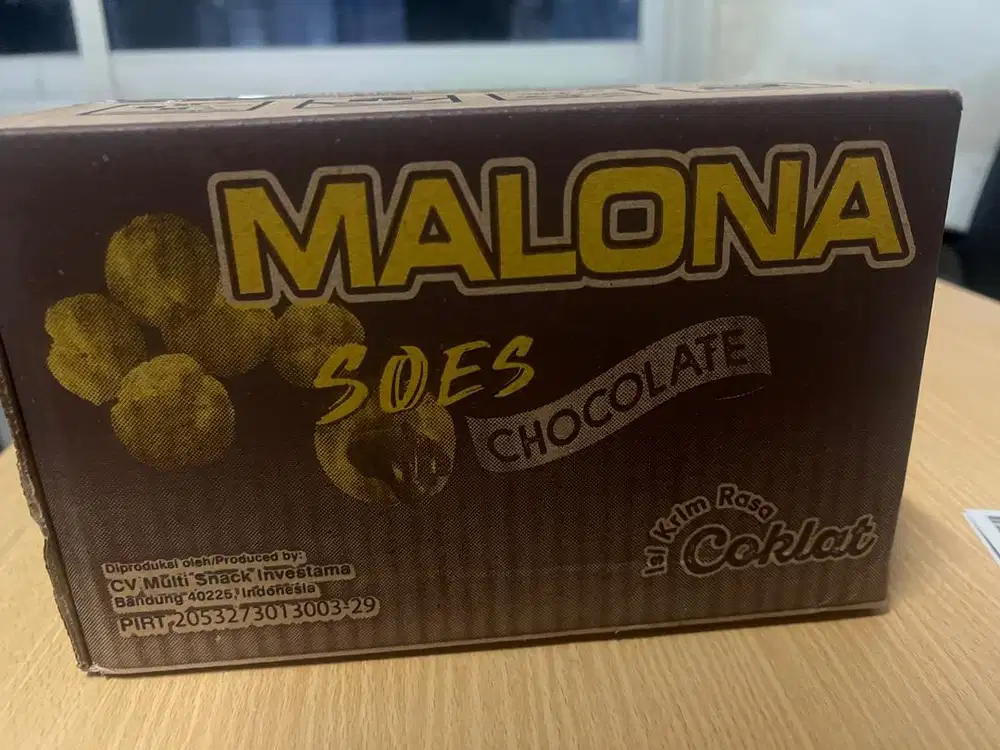 MALONA
SOES
CHOCOLATE
Isi Krim Rasa
Coklat
Diproduksi oleh/Produced by:
CV Multi Snack Investama
Bandung 40225, Indonesia
PIRT 2053273013003-29